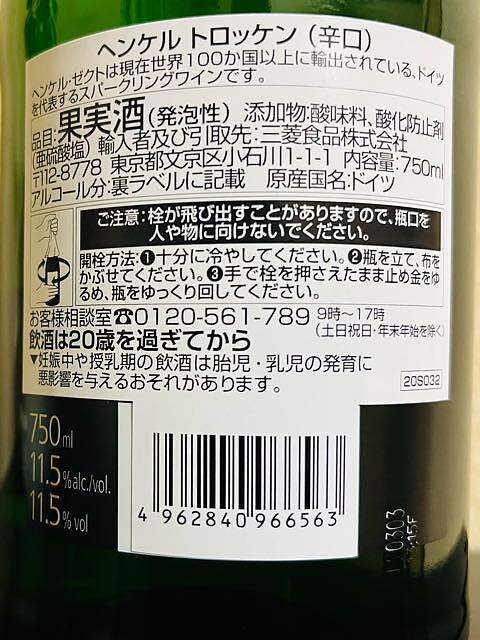 ヘンケル トロッケン (辛口)
ヘンケル・ゼクトは現在世界100か国以上に輸出されている、ドイツ
を代表するスパークリングワインです。
品目:果実酒(発泡性) 添加物:酸味料、酸化防止剤
(亜硫酸塩) 輸入者及び引取先:三菱食品株式会社
〒112-8778 東京都文京区小石川1-1-1 内容量:750ml
アルコール分:裏ラベルに記載 原産国名:ドイツ
ご注意:栓が飛び出すことがありますので、瓶口を
人や物に向けないでください。
開栓方法:❶十分に冷やしてください。❷瓶を立て、布を
かぶせてください。❸手で栓を押さえたまま止め金をゆ
るめ、瓶をゆっくり回してください。
お客様相談室☎0120-561-789 9時〜17時
(土日祝日・年末年始を除く)
飲酒は20歳を過ぎてから
▼妊娠中や授乳期の飲酒は胎児・乳児の発育に
悪影響を与えるおそれがあります。
20S032
750 ml
11.5 % alc./vol.
11.5 % vol
4 962840 966563